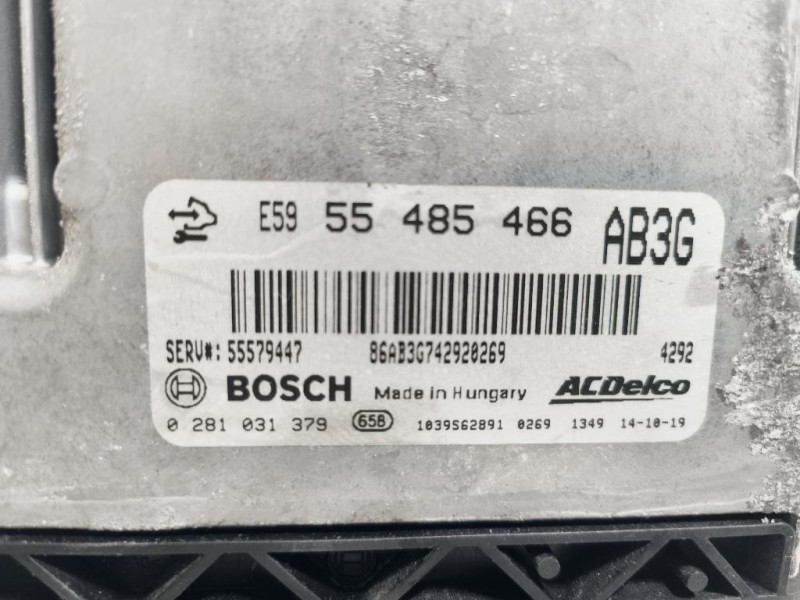 E59 55 485 466 AB3G
SERV#: 55579447 86AB3G742920269 4292
BOSCH Made in Hungary ACDelco
0 281 031 379 658 1039S62891 0269 1349 14-10-19